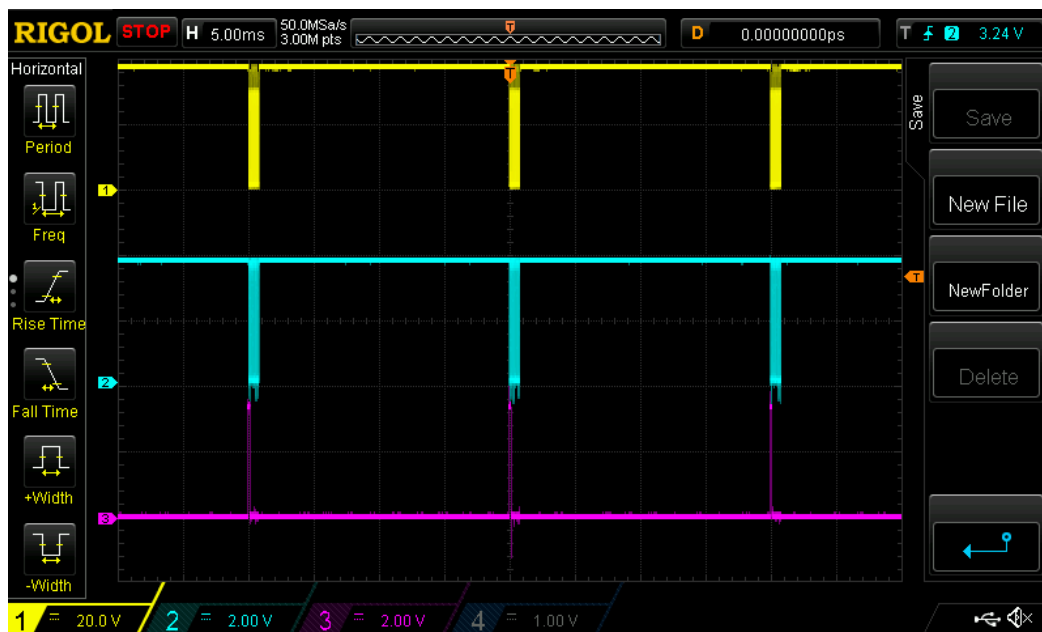 RIGOL STOP H 5.00ms 50.0MSa/s 3.00M pts T D 0.00000000ps T 2 3.24 V
Horizontal
Period
Freq
Rise Time
Fall Time
+Width
-Width
T
1
2
3
T
Save
Save
New File
NewFolder
Delete
1 = 20.0 V 2 = 2.00 V 3 = 2.00 V 4 = 1.00 V